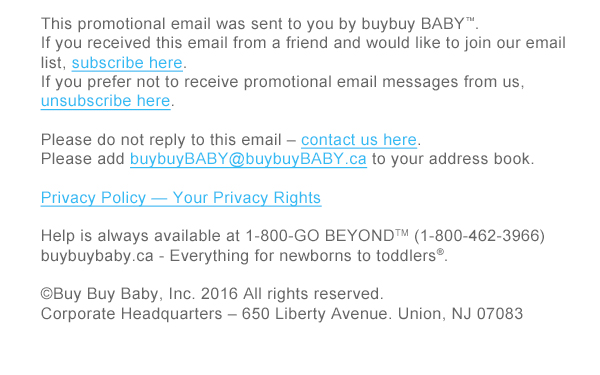 This promotional email was sent to you by buybuy BABY™.
If you received this email from a friend and would like to join our email
list, subscribe here.
If you prefer not to receive promotional email messages from us,
unsubscribe here.
Please do not reply to this email – contact us here.
Please add buybuyBABY@buybuyBABY.ca to your address book.
Privacy Policy — Your Privacy Rights
Help is always available at 1-800-GO BEYOND™ (1-800-462-3966)
buybuybaby.ca - Everything for newborns to toddlers®.
©Buy Buy Baby, Inc. 2016 All rights reserved.
Corporate Headquarters – 650 Liberty Avenue. Union, NJ 07083